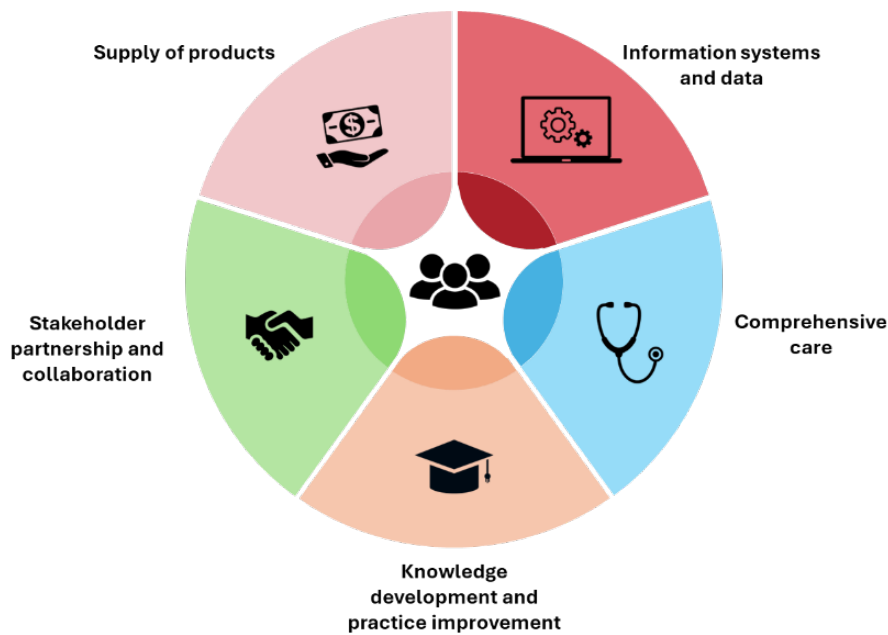 Supply of products
Information systems
and data
Stakeholder
partnership and
collaboration
Comprehensive
care
Knowledge
development and
practice improvement